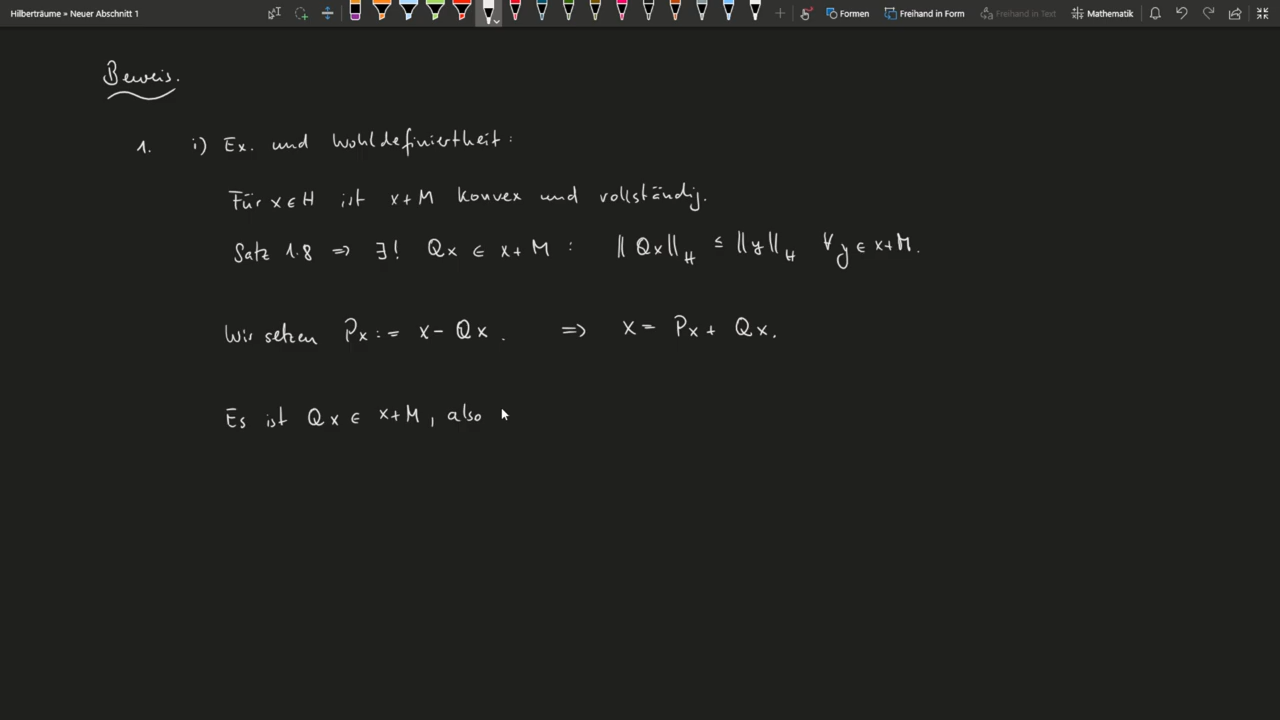 Hilberträume » Neuer Abschnitt 1 Formen Freihand in Form Freihand in Text Mathematik
Beweis.
1. i) Ex. und Wohldefiniertheit:
Für x ∈ H ist x+M konvex und vollständig.
Satz 1.8 ⇒ ∃! Qx ∈ x+M : ‖Qx‖_H ≤ ‖y‖_H ∀ y ∈ x+M.
Wir setzen Px := x - Qx. ⇒ x = Px + Qx.
Es ist Qx ∈ x+M, also